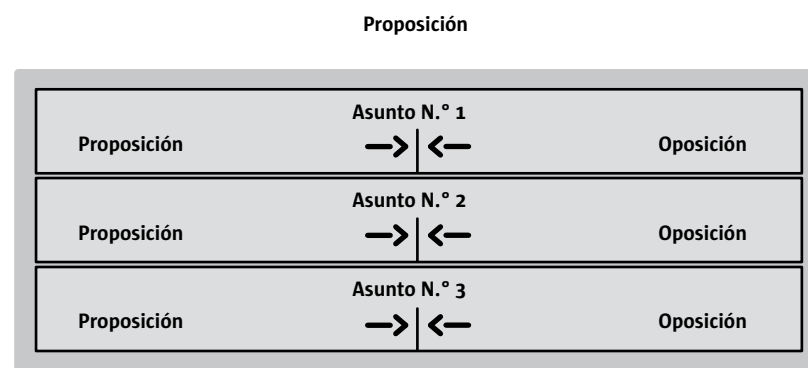 Proposición
Asunto N.° 1
Proposición Oposición
Asunto N.° 2
Proposición Oposición
Asunto N.° 3
Proposición Oposición